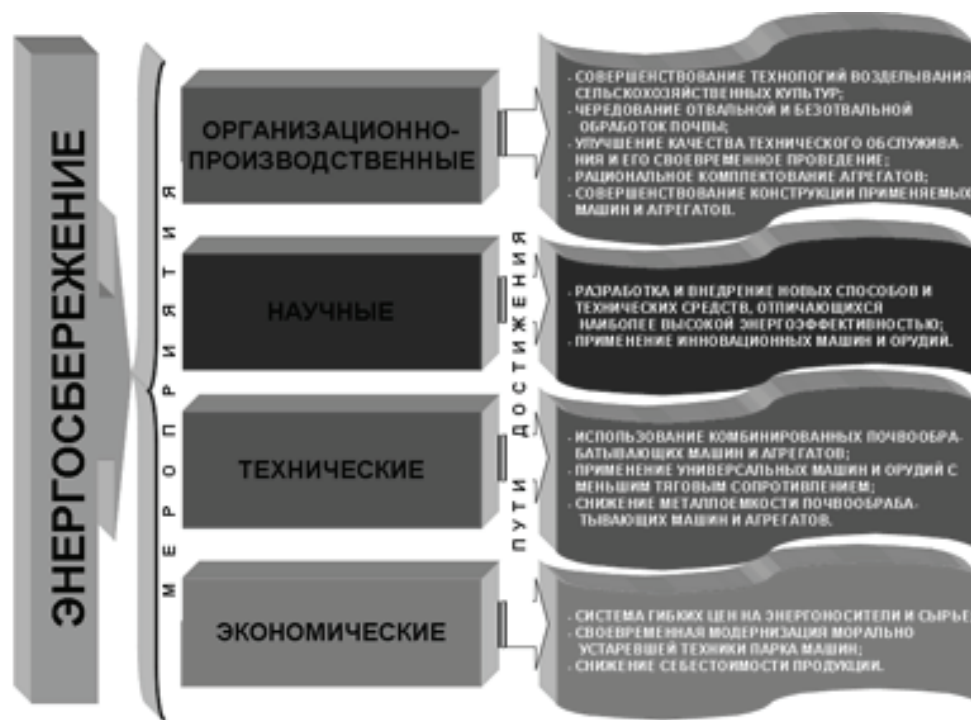 ЭНЕРГОСБЕРЕЖЕНИЕ
МЕРОПРИЯТИЯ
ОРГАНИЗАЦИОННО-
ПРОИЗВОДСТВЕННЫЕ
НАУЧНЫЕ
ТЕХНИЧЕСКИЕ
ЭКОНОМИЧЕСКИЕ
ПУТИ ДОСТИЖЕНИЯ
- СОВЕРШЕНСТВОВАНИЕ ТЕХНОЛОГИЙ ВОЗДЕЛЫВАНИЯ
СЕЛЬСКОХОЗЯЙСТВЕННЫХ КУЛЬТУР;
- ЧЕРЕДОВАНИЕ ОТВАЛЬНОЙ И БЕЗОТВАЛЬНОЙ
ОБРАБОТОК ПОЧВЫ;
- УЛУЧШЕНИЕ КАЧЕСТВА ТЕХНИЧЕСКОГО ОБСЛУЖИВА-
НИЯ И ЕГО СВОЕВРЕМЕННОЕ ПРОВЕДЕНИЕ;
- РАЦИОНАЛЬНОЕ КОМПЛЕКТОВАНИЕ АГРЕГАТОВ;
- СОВЕРШЕНСТВОВАНИЕ КОНСТРУКЦИИ ПРИМЕНЯЕМЫХ
МАШИН И АГРЕГАТОВ.
- РАЗРАБОТКА И ВНЕДРЕНИЕ НОВЫХ СПОСОБОВ И
ТЕХНИЧЕСКИХ СРЕДСТВ, ОТЛИЧАЮЩИХСЯ
НАИБОЛЕЕ ВЫСОКОЙ ЭНЕРГОЭФФЕКТИВНОСТЬЮ;
- ПРИМЕНЕНИЕ ИННОВАЦИОННЫХ МАШИН И ОРУДИЙ.
- ИСПОЛЬЗОВАНИЕ КОМБИНИРОВАННЫХ ПОЧВООБРА-
БАТЫВАЮЩИХ МАШИН И АГРЕГАТОВ;
- ПРИМЕНЕНИЕ УНИВЕРСАЛЬНЫХ МАШИН И ОРУДИЙ С
МЕНЬШИМ ТЯГОВЫМ СОПРОТИВЛЕНИЕМ;
- СНИЖЕНИЕ МЕТАЛЛОЕМКОСТИ ПОЧВООБРАБА-
ТЫВАЮЩИХ МАШИН И АГРЕГАТОВ.
- СИСТЕМА ГИБКИХ ЦЕН НА ЭНЕРГОНОСИТЕЛИ И СЫРЬЕ
- СВОЕВРЕМЕННАЯ МОДЕРНИЗАЦИЯ МОРАЛЬНО
УСТАРЕВШЕЙ ТЕХНИКИ ПАРКА МАШИН;
- СНИЖЕНИЕ СЕБЕСТОИМОСТИ ПРОДУКЦИИ.